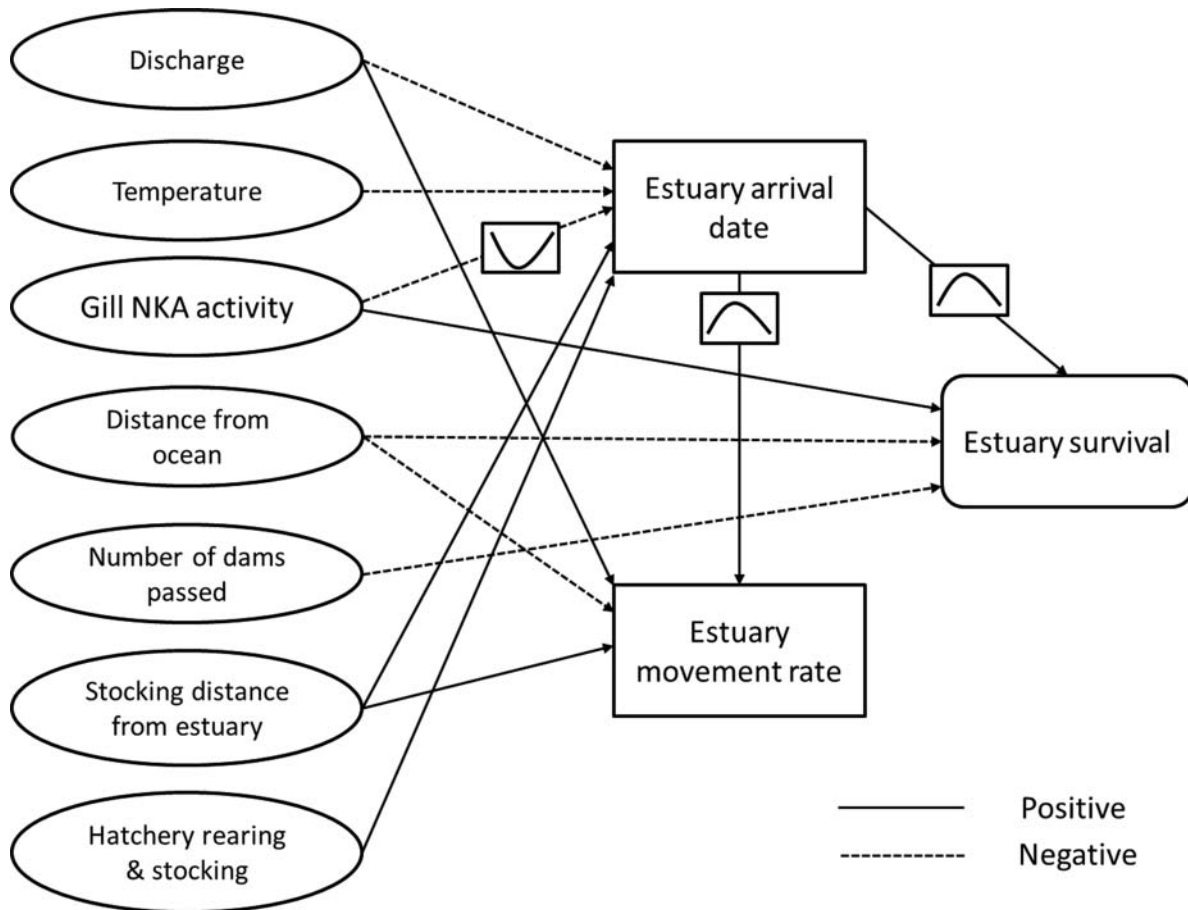 Discharge
Temperature
Gill NKA activity
Distance from
ocean
Number of dams
passed
Stocking distance
from estuary
Hatchery rearing
& stocking
Estuary arrival
date
Estuary
movement rate
Estuary survival
Positive
Negative